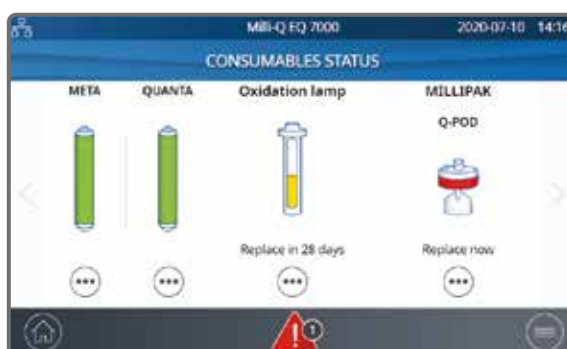 Milli-Q EQ 7000 2020-07-10 14:16
CONSUMABLES STATUS
META QUANTA Oxidation lamp MILLIPAK
Q-POD
Replace in 28 days Replace now
1